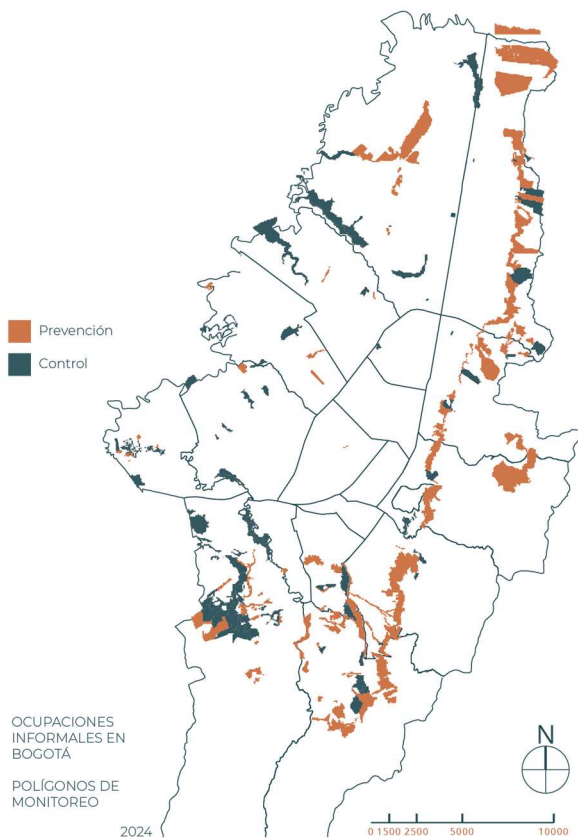 Prevención
Control
OCUPACIONES
INFORMALES EN
BOGOTÁ
POLÍGONOS DE
MONITOREO
2024
N
0 1500 2500 5000 10000